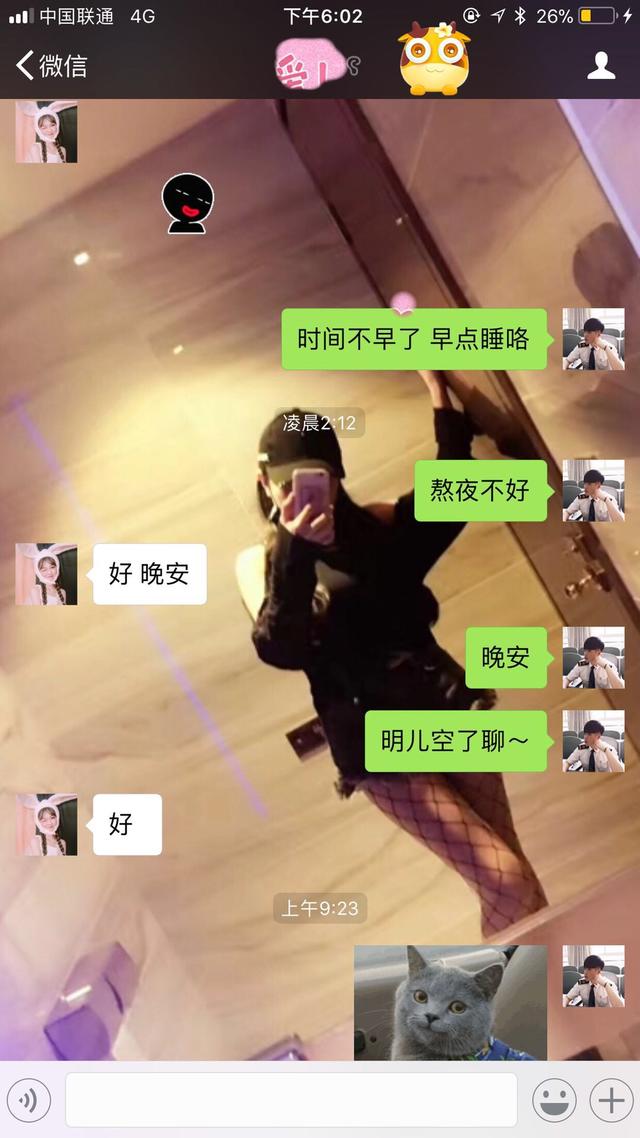 中国联通 4G 下午6:02 26%
微信
时间不早了 早点睡咯
凌晨2:12
熬夜不好
好 晚安
晚安
明儿空了聊～
好
上午9:23